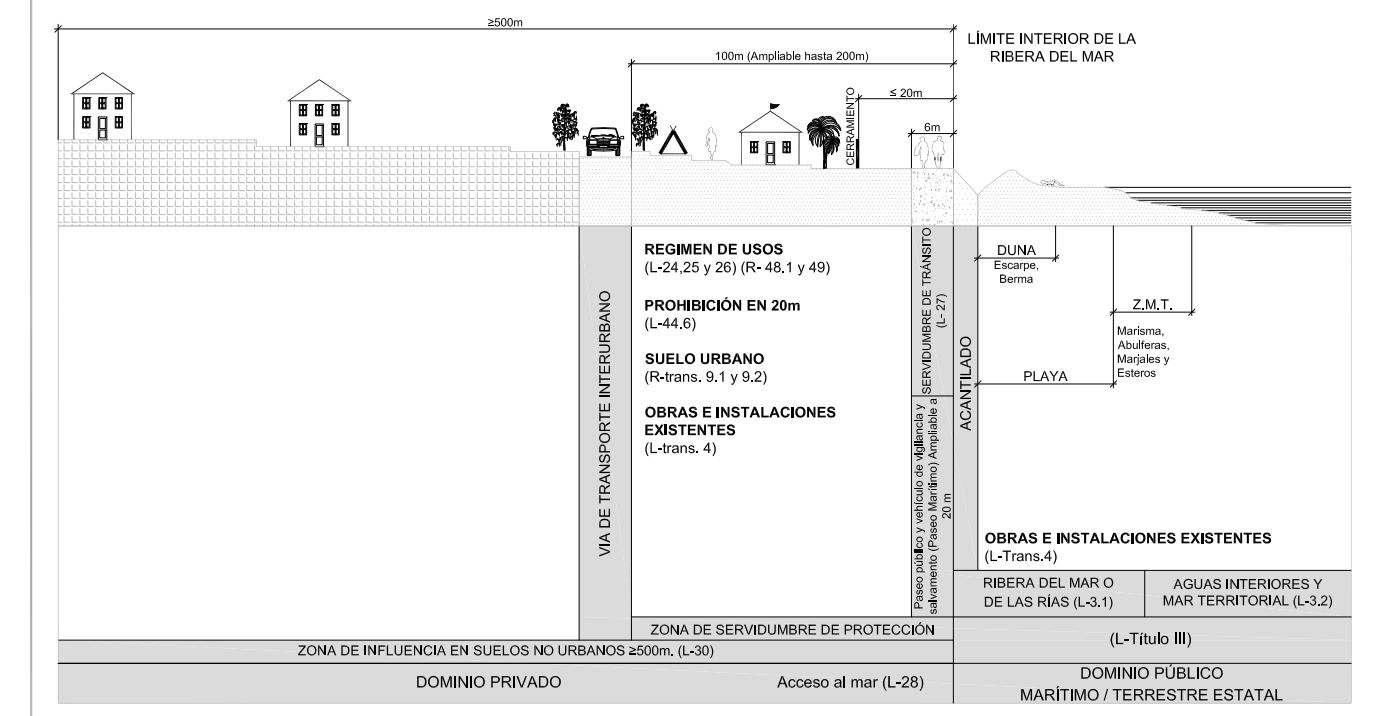 ≥500m
LÍMITE INTERIOR DE LA
RIBERA DEL MAR
100m (Ampliable hasta 200m)
≤ 20m
CERRAMIENTO
6m
REGIMEN DE USOS
(L-24,25 y 26) (R- 48.1 y 49)
PROHIBICIÓN EN 20m
(L-44.6)
SUELO URBANO
(R-trans. 9.1 y 9.2)
OBRAS E INSTALACIONES
EXISTENTES
(L-trans. 4)
VIA DE TRANSPORTE INTERURBANO
SERVIDUMBRE DE TRÁNSITO
(L- 27)
Paseo público y vehículo de vigilancia y
salvamento (Paseo Marítimo) Ampliable a
20 m
ACANTILADO
DUNA
Escarpe,
Berma
Z.M.T.
Marisma,
Abulferas,
Marjales y
Esteros
PLAYA
OBRAS E INSTALACIONES EXISTENTES
(L-Trans.4)
RIBERA DEL MAR O
DE LAS RÍAS (L-3.1)
AGUAS INTERIORES Y
MAR TERRITORIAL (L-3.2)
ZONA DE SERVIDUMBRE DE PROTECCIÓN
(L-Título III)
ZONA DE INFLUENCIA EN SUELOS NO URBANOS ≥500m. (L-30)
DOMINIO PRIVADO
Acceso al mar (L-28)
DOMINIO PÚBLICO
MARÍTIMO / TERRESTRE ESTATAL